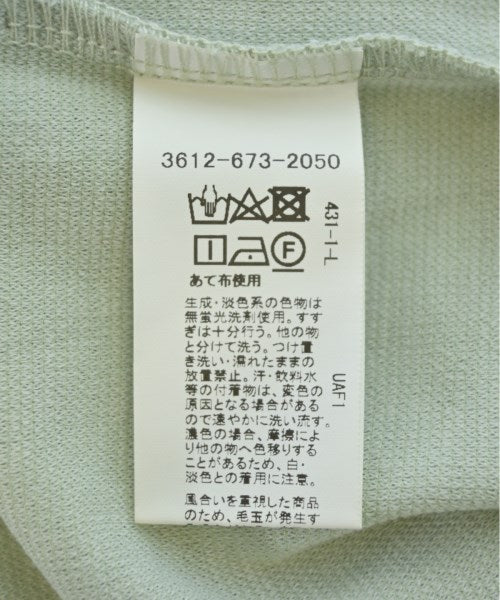 3612-673-2050
431-1-L
F
あて布使用
生成・淡色系の色物は
無蛍光洗剤使用。すす
ぎは十分行う。他の物
と分けて洗う。つけ置
き洗い・濡れたままの
放置禁止。汗・飲料水
等の付着物は、変色の
原因となる場合がある
ので速やかに洗い流す。
濃色の場合、摩擦によ
り他の物へ色移りする
ことがあるため、白・
淡色との着用に注意。
風合いを重視した商品
のため、毛玉が発生す
UAF1